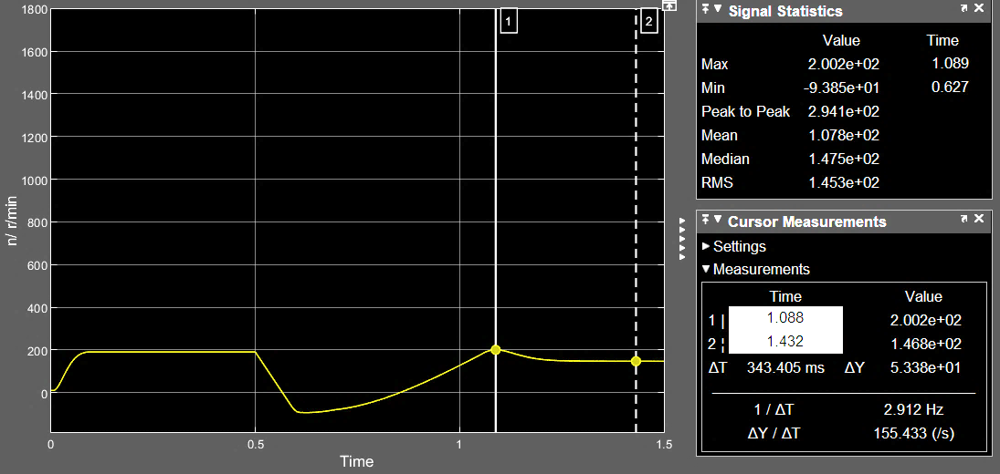 1800
1600
1400
1200
1000
800
600
400
200
0
n/ r/min
0
0.5
1
1.5
Time
1
2
Signal Statistics
Value Time
Max 2.002e+02 1.089
Min -9.385e+01 0.627
Peak to Peak 2.941e+02
Mean 1.078e+02
Median 1.475e+02
RMS 1.453e+02
Cursor Measurements
Settings
Measurements
Time Value
1 | 1.088 2.002e+02
2 ¦ 1.432 1.468e+02
ΔT 343.405 ms ΔY 5.338e+01
1 / ΔT 2.912 Hz
ΔY / ΔT 155.433 (/s)